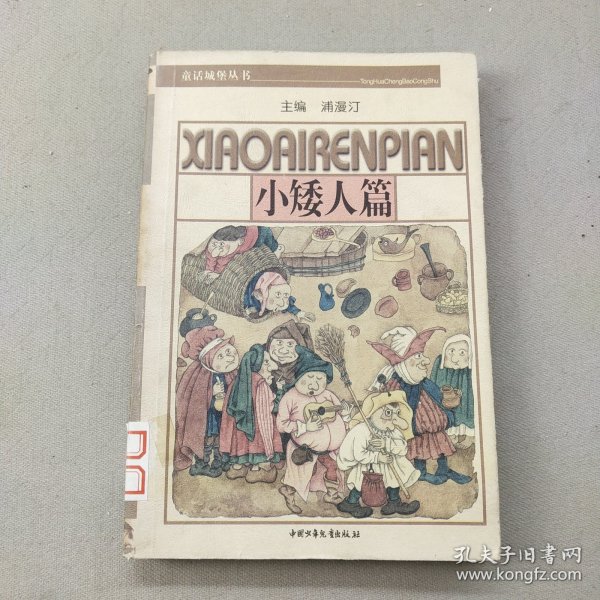 童话城堡丛书
TongHuaChengBaoCongShu
主编 浦漫汀
XIAOAIRENPIAN
小矮人篇
中国少年儿童出版社
孔夫子旧书网
www.kongfz.com